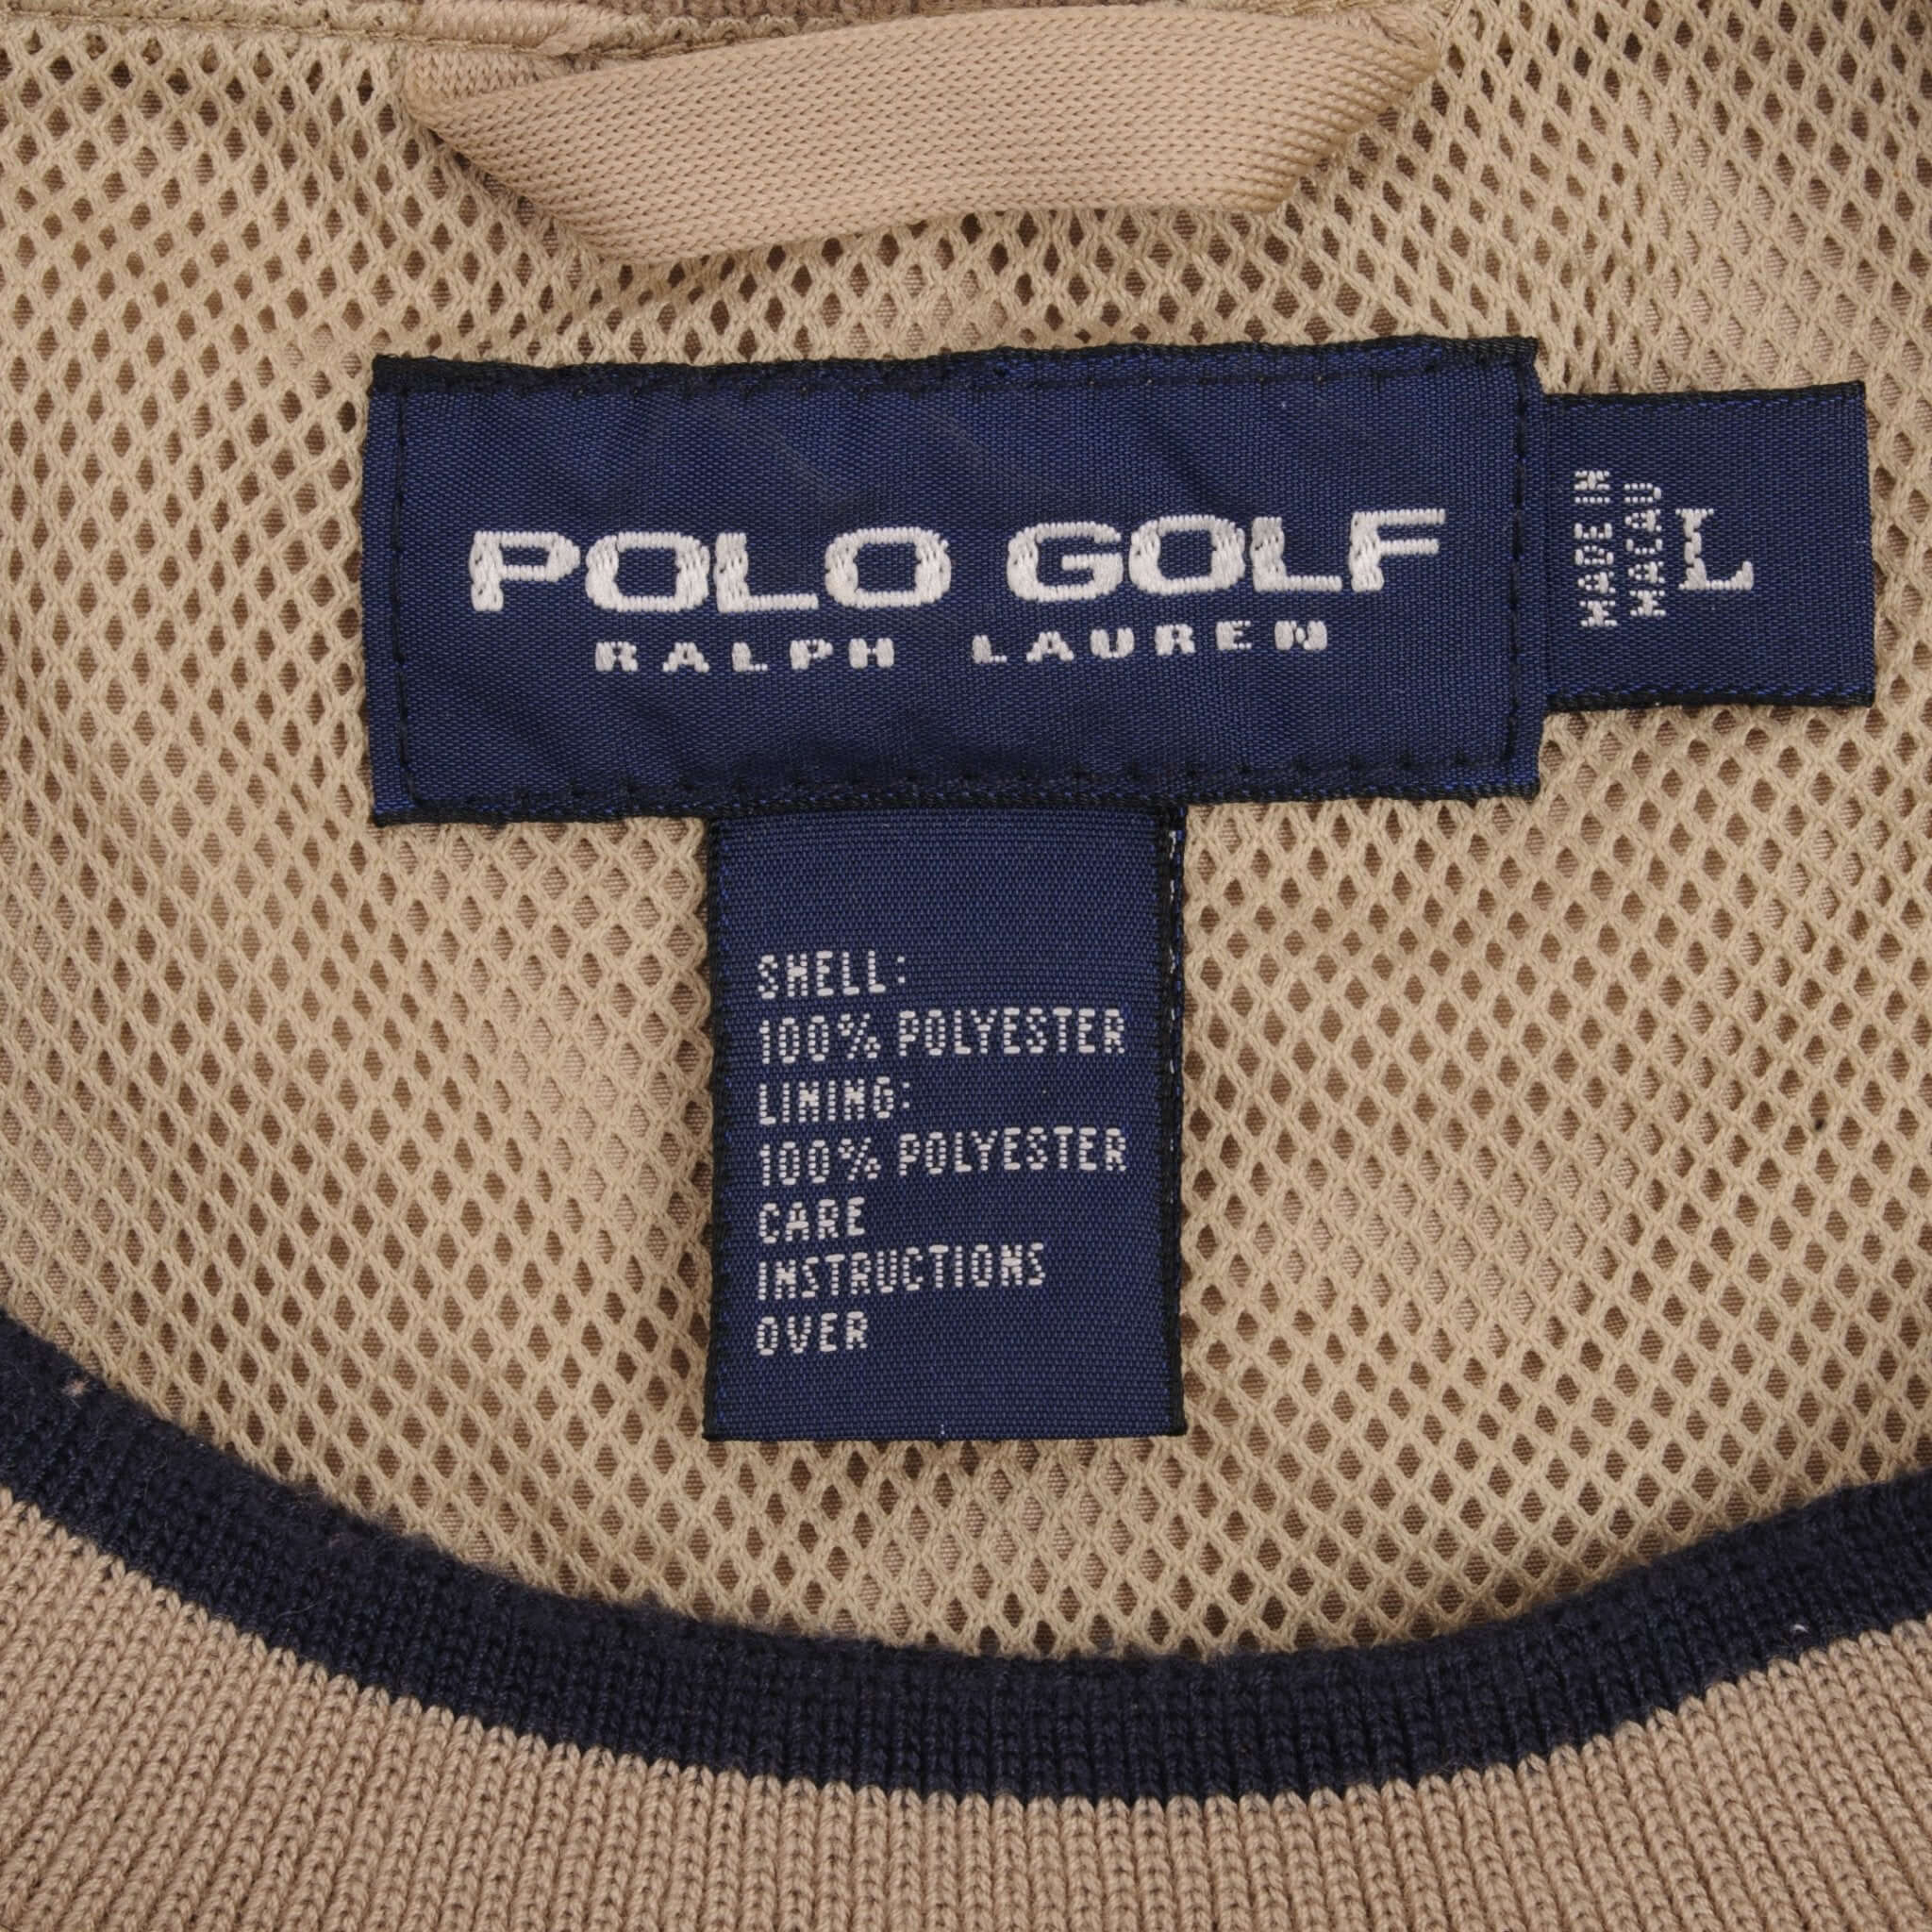 POLO GOLF
RALPH LAUREN
MADE IN
MACAU
L
SHELL:
100% POLYESTER
LINING:
100% POLYESTER
CARE
INSTRUCTIONS
OVER